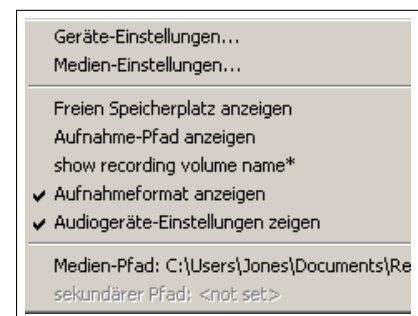 Geräte-Einstellungen...
Medien-Einstellungen...
Freien Speicherplatz anzeigen
Aufnahme-Pfad anzeigen
show recording volume name*
Aufnahmeformat anzeigen
Audiogeräte-Einstellungen zeigen
Medien-Pfad: C:\Users\Jones\Documents\Re
sekundärer Pfad: <not set>